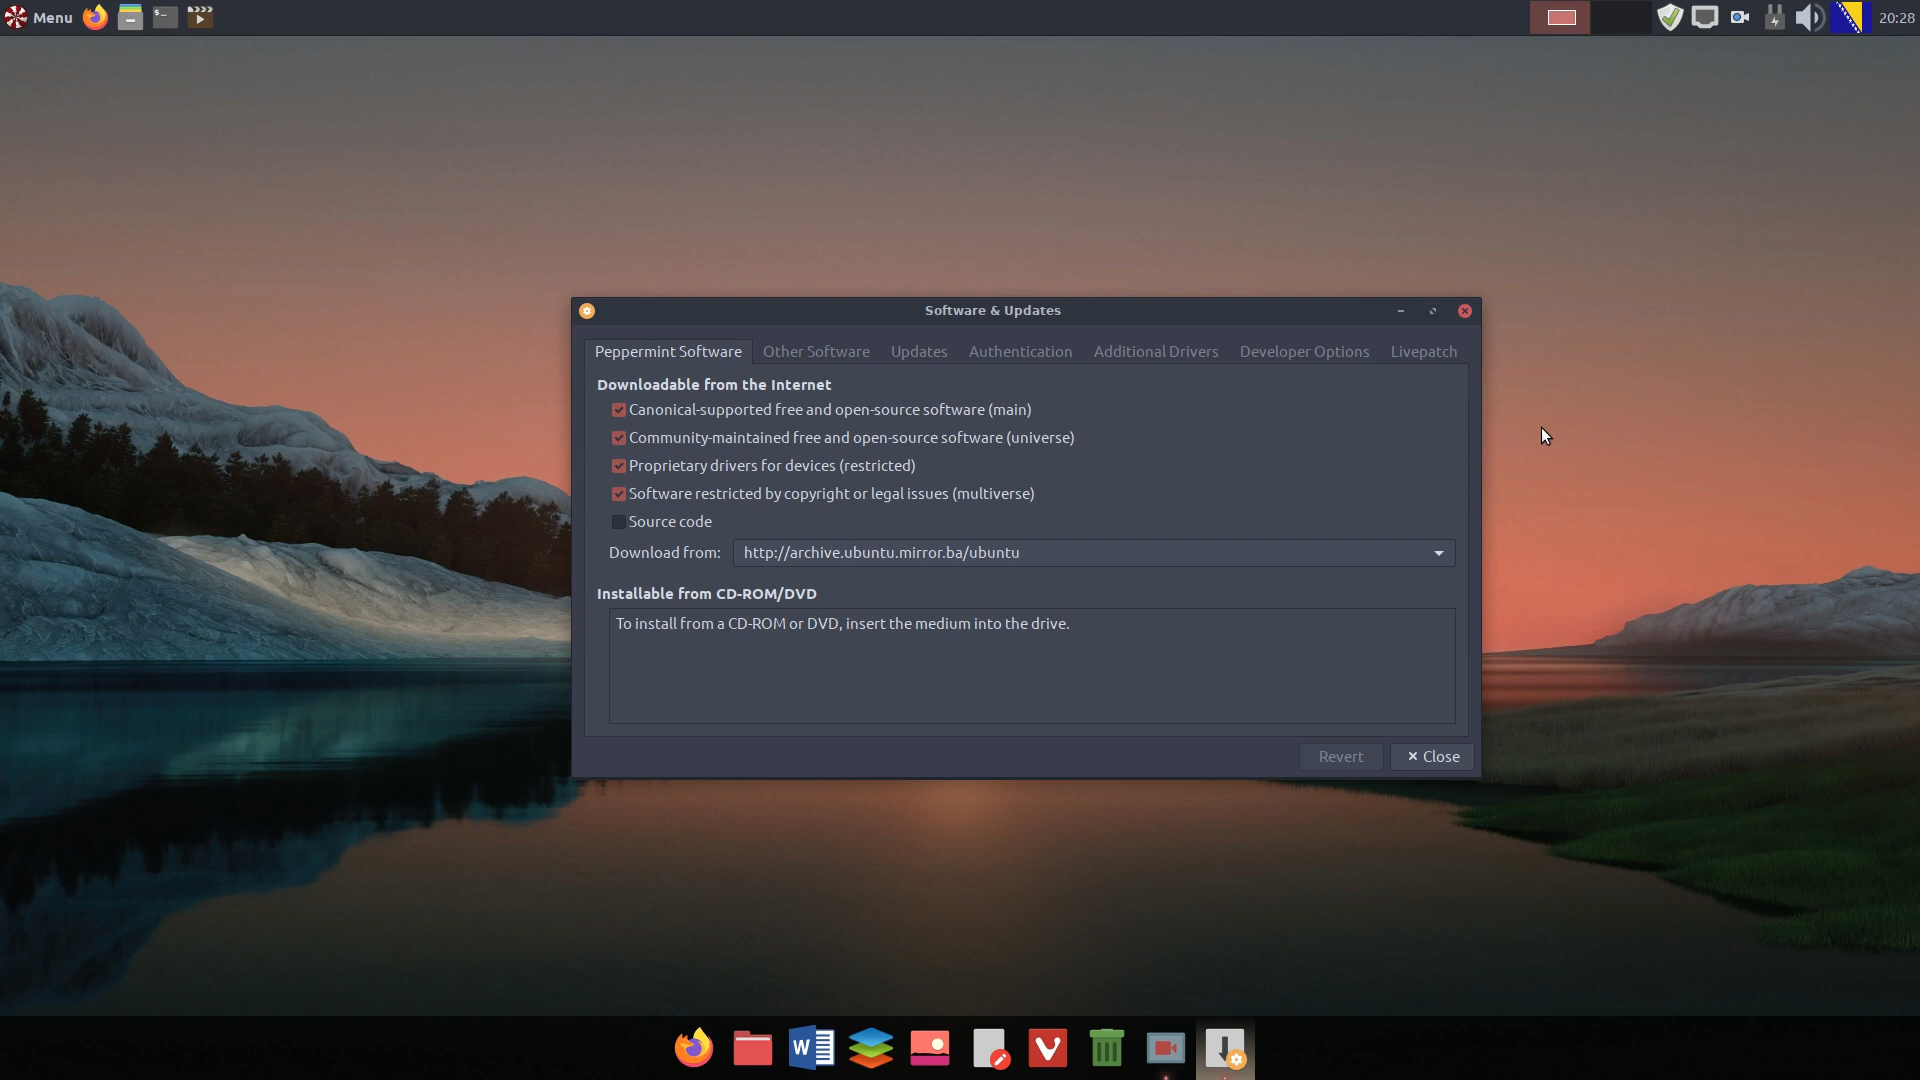 Menu
20:28
Software & Updates
Peppermint Software Other Software Updates Authentication Additional Drivers Developer Options Livepatch
Downloadable from the Internet
Canonical-supported free and open-source software (main)
Community-maintained free and open-source software (universe)
Proprietary drivers for devices (restricted)
Software restricted by copyright or legal issues (multiverse)
Source code
Download from: http://archive.ubuntu.mirror.ba/ubuntu
Installable from CD-ROM/DVD
To install from a CD-ROM or DVD, insert the medium into the drive.
Revert Close
W